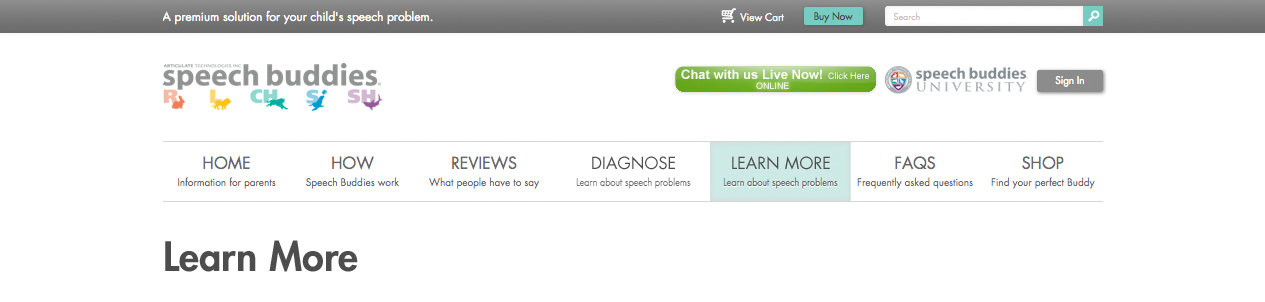 A premium solution for your child's speech problem.
View Cart
Buy Now
Search
ARTICULATE TECHNOLOGIES INC
speech buddies
R L CH S SH
Chat with us Live Now! Click Here
ONLINE
speech buddies
UNIVERSITY
Sign In
HOME
Information for parents
HOW
Speech Buddies work
REVIEWS
What people have to say
DIAGNOSE
Learn about speech problems
LEARN MORE
Learn about speech problems
FAQS
Frequently asked questions
SHOP
Find your perfect Buddy
Learn More